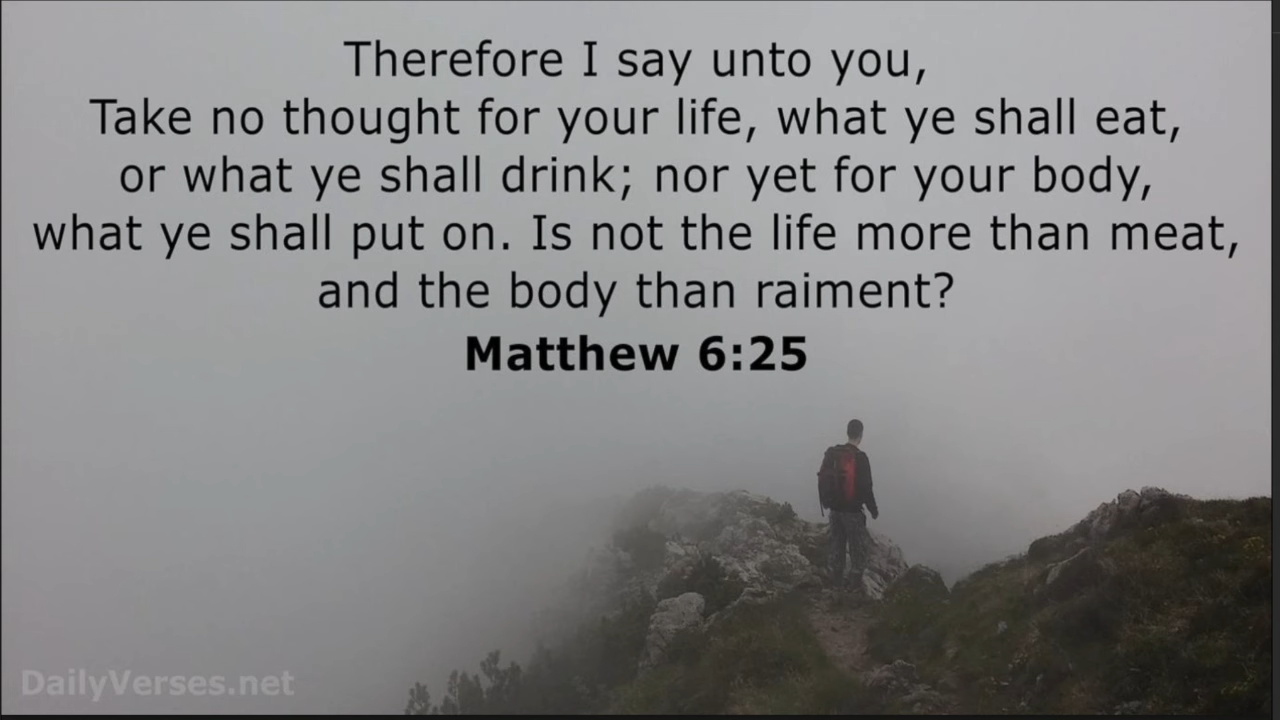 Therefore I say unto you,
Take no thought for your life, what ye shall eat,
or what ye shall drink; nor yet for your body,
what ye shall put on. Is not the life more than meat,
and the body than raiment?
Matthew 6:25
DailyVerses.net